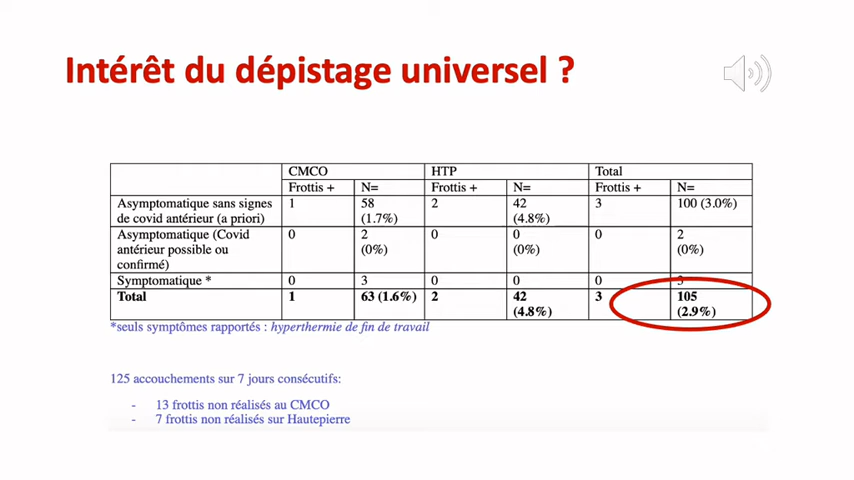 Intérêt du dépistage universel ?
CMCO HTP Total
Frottis + N= Frottis + N= Frottis + N=
Asymptomatique sans signes 1 58 2 42 3 100 (3.0%)
de covid antérieur (a priori) (1.7%) (4.8%)
Asymptomatique (Covid 0 2 0 0 0 2
antérieur possible ou (0%) (0%) (0%)
confirmé)
Symptomatique * 0 3 0 0 0 3
Total 1 63 (1.6%) 2 42 3 105
(4.8%) (2.9%)
*seuls symptômes rapportés : hyperthermie de fin de travail
125 accouchements sur 7 jours consécutifs:
- 13 frottis non réalisés au CMCO
- 7 frottis non réalisés sur Hautepierre